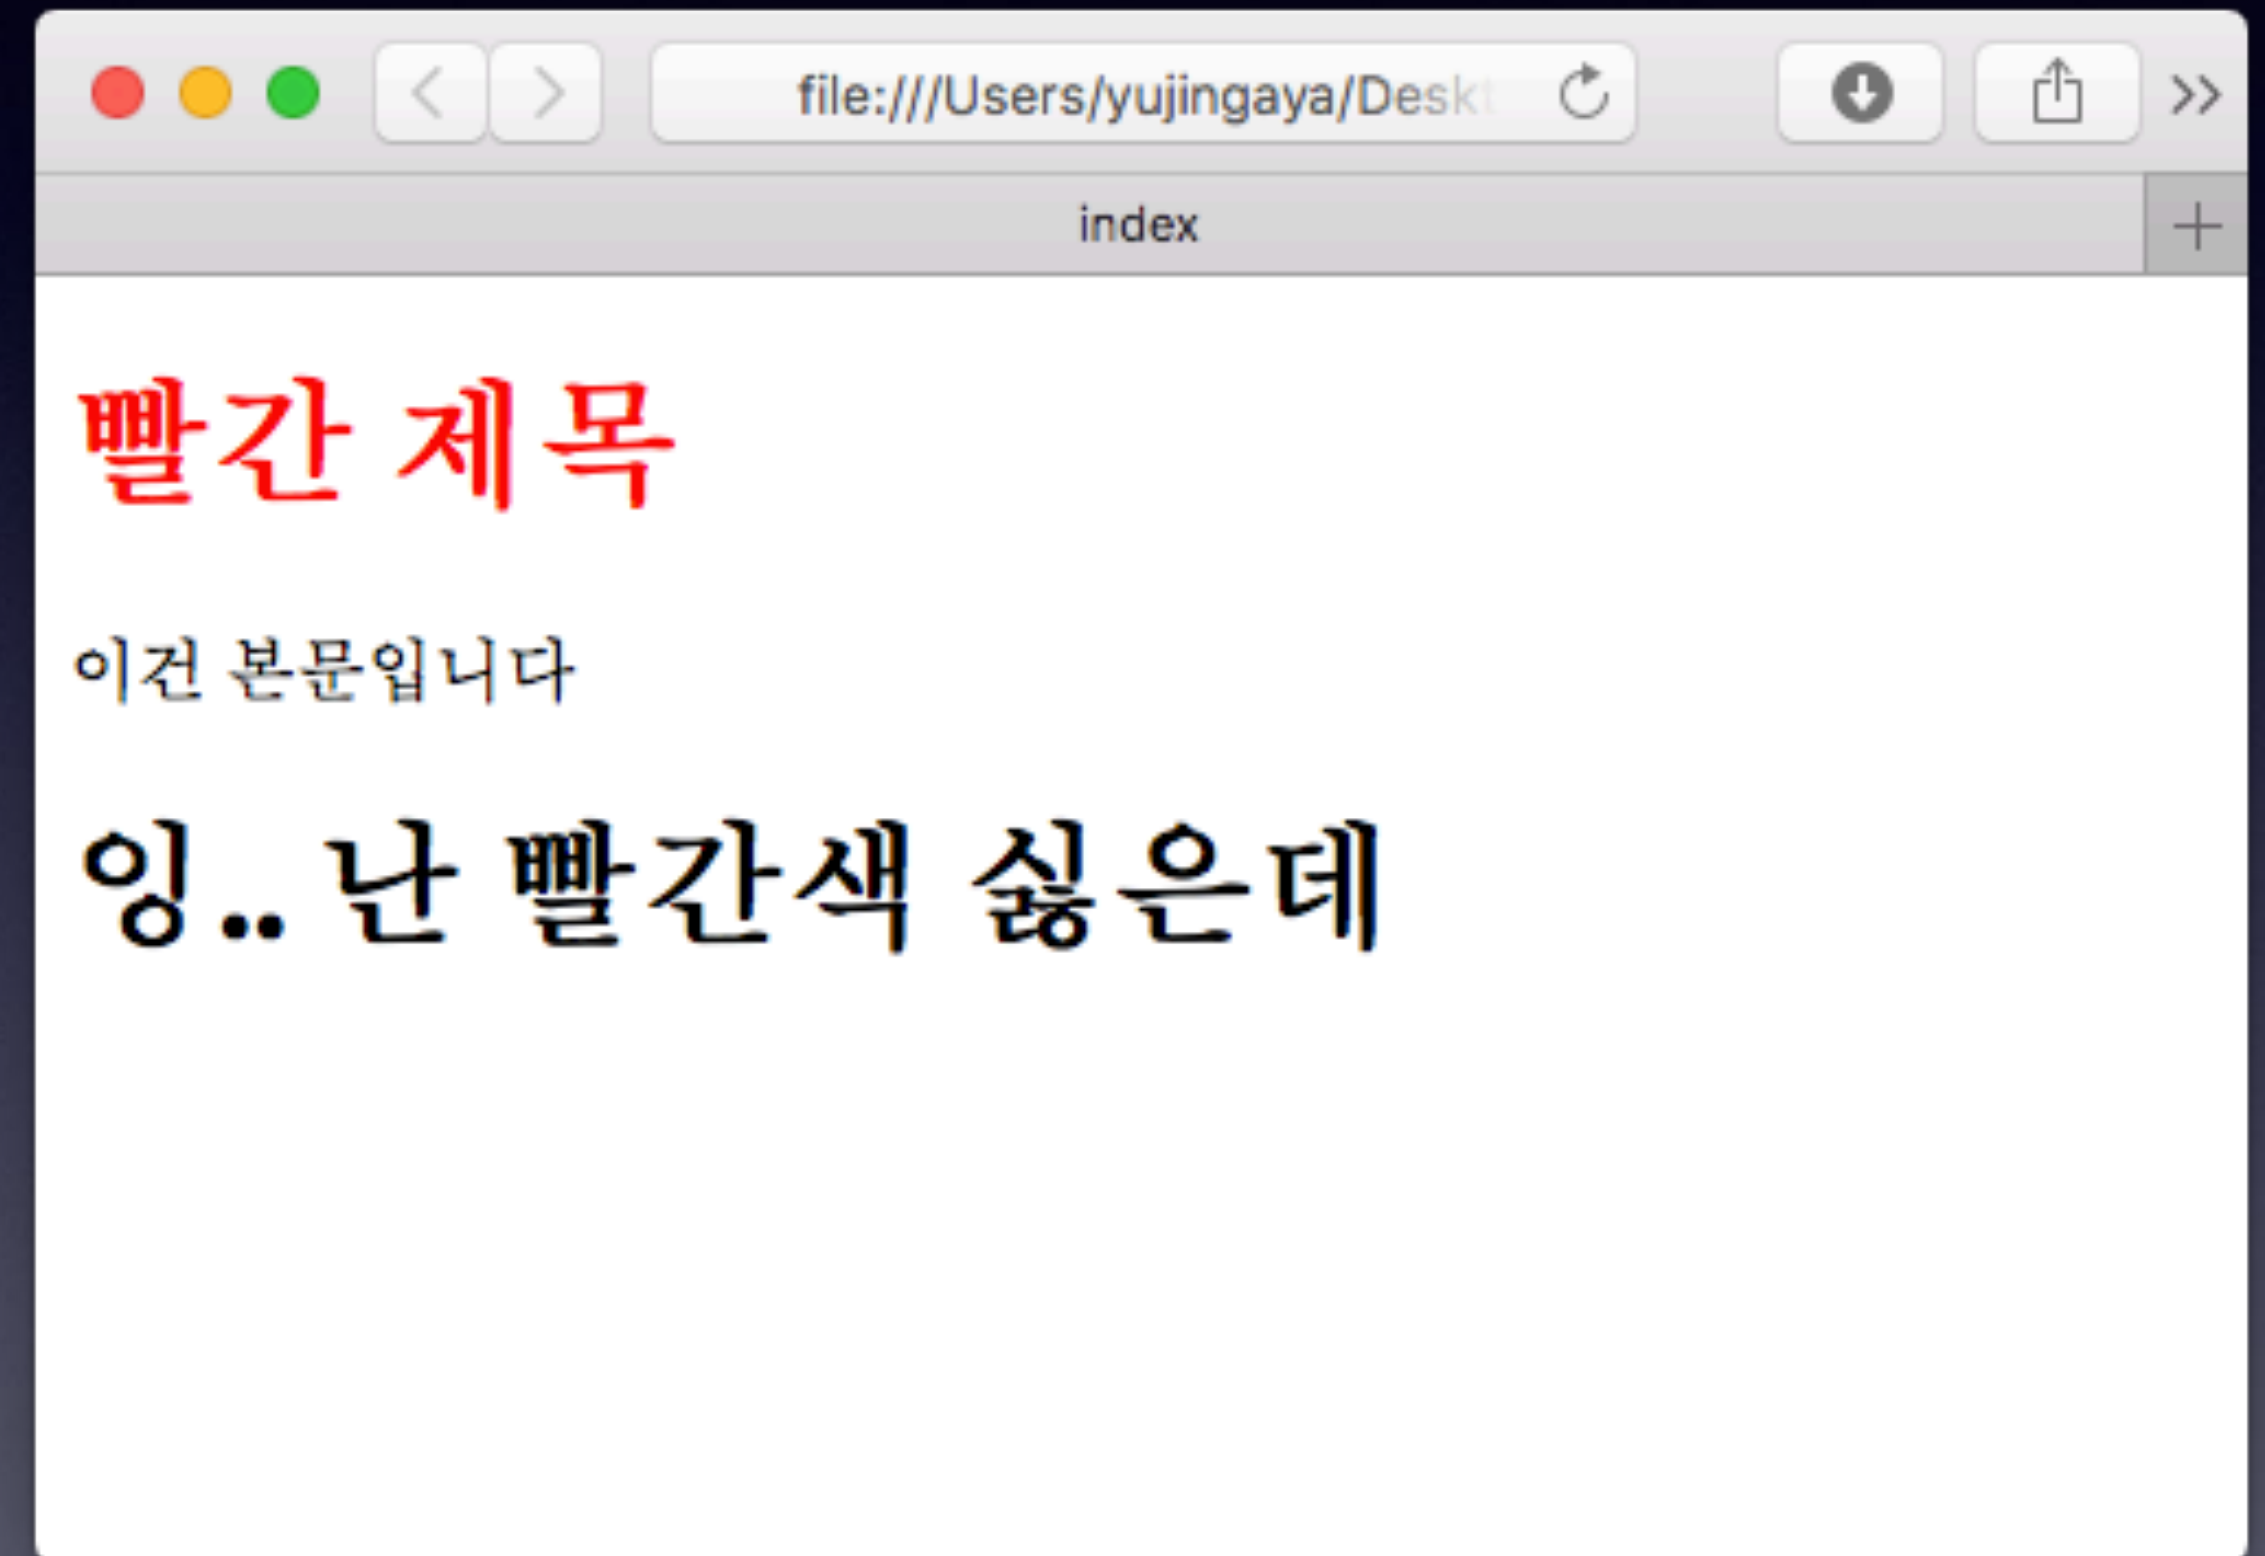 file:///Users/yujingaya/Deskt
index
빨간 제목
이건 본문입니다
잉.. 난 빨간색 싫은데